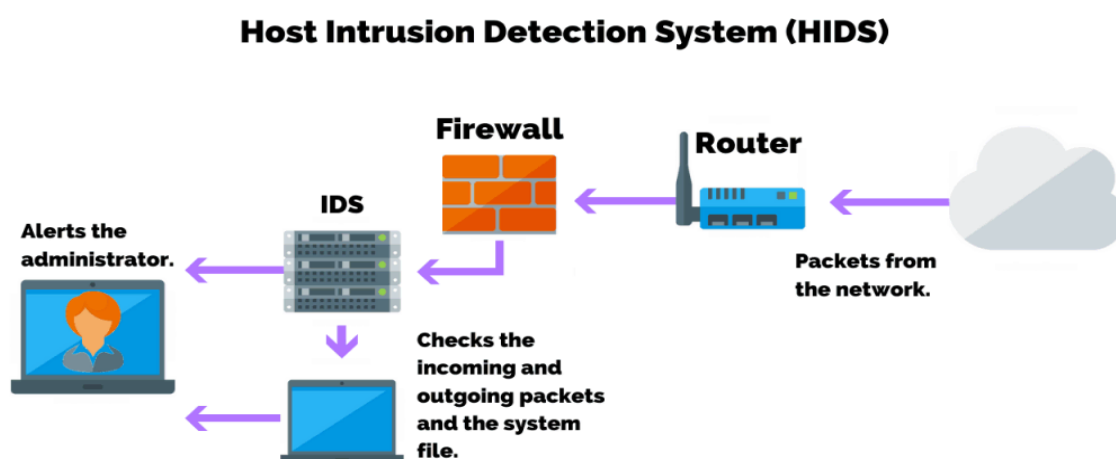 Host Intrusion Detection System (HIDS)
Firewall
Router
IDS
Alerts the
administrator.
Packets from
the network.
Checks the
incoming and
outgoing packets
and the system
file.